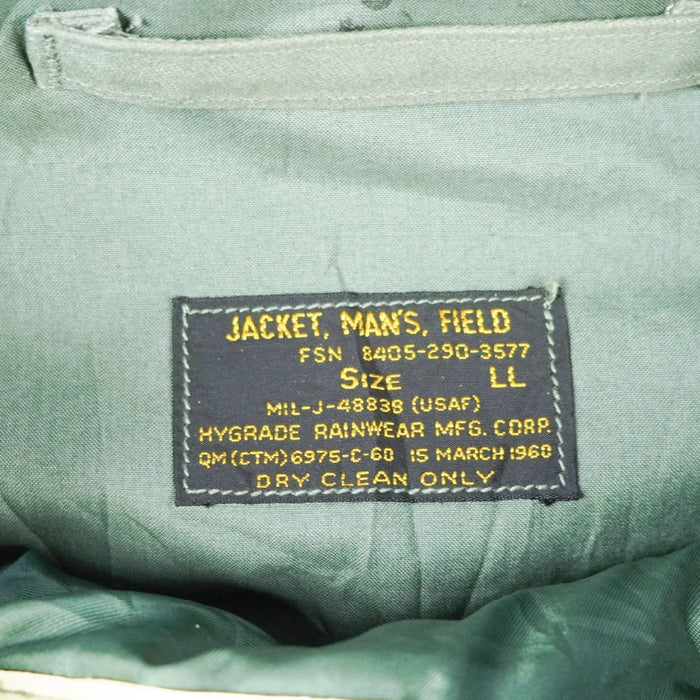 JACKET, MAN'S, FIELD
FSN 8405-290-3577
SIZE LL
MIL-J-48838 (USAF)
HYGRADE RAINWEAR MFG. CORP.
QM (CTM) 6975-C-60 15 MARCH 1960
DRY CLEAN ONLY